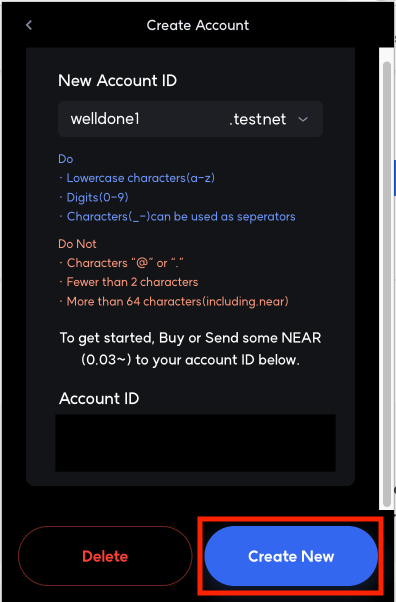 Create Account
New Account ID
welldone1 .testnet
Do
· Lowercase characters(a-z)
· Digits(0-9)
· Characters(_-)can be used as seperators
Do Not
· Characters “@” or “.”
· Fewer than 2 characters
· More than 64 characters(including.near)
To get started, Buy or Send some NEAR
(0.03~) to your account ID below.
Account ID
Delete Create New